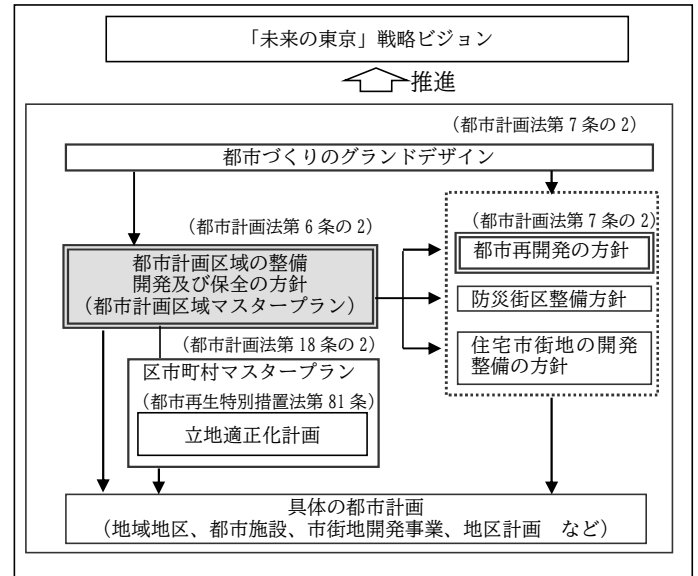 「未来の東京」戦略ビジョン
推進
（都市計画法第 7 条の 2）
都市づくりのグランドデザイン
（都市計画法第 6 条の 2）
（都市計画法第 7 条の 2）
都市計画区域の整備
開発及び保全の方針
（都市計画区域マスタープラン）
都市再開発の方針
防災街区整備方針
住宅市街地の開発
整備の方針
（都市計画法第 18 条の 2）
区市町村マスタープラン
（都市再生特別措置法第 81 条）
立地適正化計画
具体の都市計画
（地域地区、都市施設、市街地開発事業、地区計画　など）